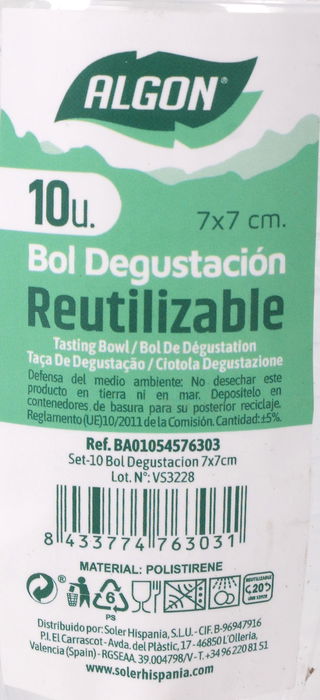 ALGON®
10u.
7x7 cm.
Bol Degustación
Reutilizable
Tasting Bowl / Bol De Dégustation
Taça De Degustação / Ciotola Degustazione
Defensa del medio ambiente: No desechar este
producto en tierra ni en mar. Deposítelo en
contenedores de basura para su posterior reciclaje.
Reglamento (UE)10/2011 de la Comisión. Cantidad:±5%.
Ref. BA01054576303
Set-10 Bol Degustacion 7x7cm
Lot. Nº: VS3228
8 433774 763031
MATERIAL: POLISTIRENE
®
6
PS
REUTILIZABLE
20
Distribuido por: Soler Hispania, S.L.U. - CIF. B-96947916
P.I. El Carrascot - Avda. del Plàstic, 17 - 46850 L'Olleria,
Valencia (Spain) - RGSEAA. 39.004798/V - T. +34 96 220 81 51
www.solerhispania.com